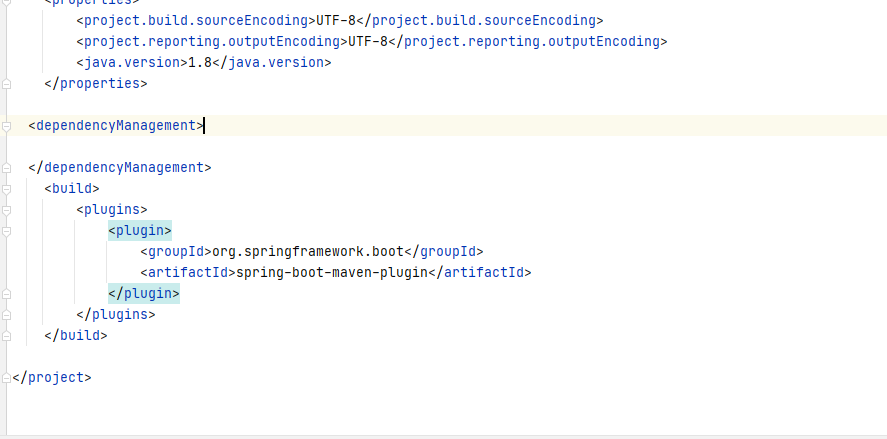 <properties>
<project.build.sourceEncoding>UTF-8</project.build.sourceEncoding>
<project.reporting.outputEncoding>UTF-8</project.reporting.outputEncoding>
<java.version>1.8</java.version>
</properties>
<dependencyManagement>
</dependencyManagement>
<build>
<plugins>
<plugin>
<groupId>org.springframework.boot</groupId>
<artifactId>spring-boot-maven-plugin</artifactId>
</plugin>
</plugins>
</build>
</project>